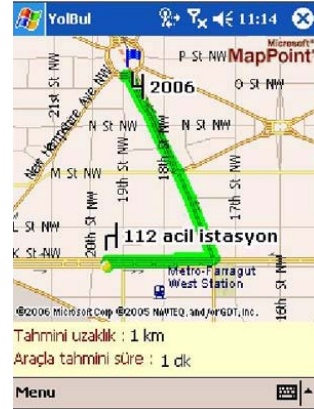 YolBul
11:14
P St NW
Microsoft®
MapPoint®
21st St NW
2006
O St NW
New Hampshire Ave NW
N St NW
N St NW
M St NW
19th St NW
18th
17th St NW
L St NW
20th St NW
112 acil istasyon
K St NW
Metro-Farragut
West Station
16th St
©2006 Microsoft Corp ©2005 NAVTEQ, and/or GDT, Inc.
Tahmini uzaklık : 1 km
Araçla tahmini süre : 1 dk
Menu